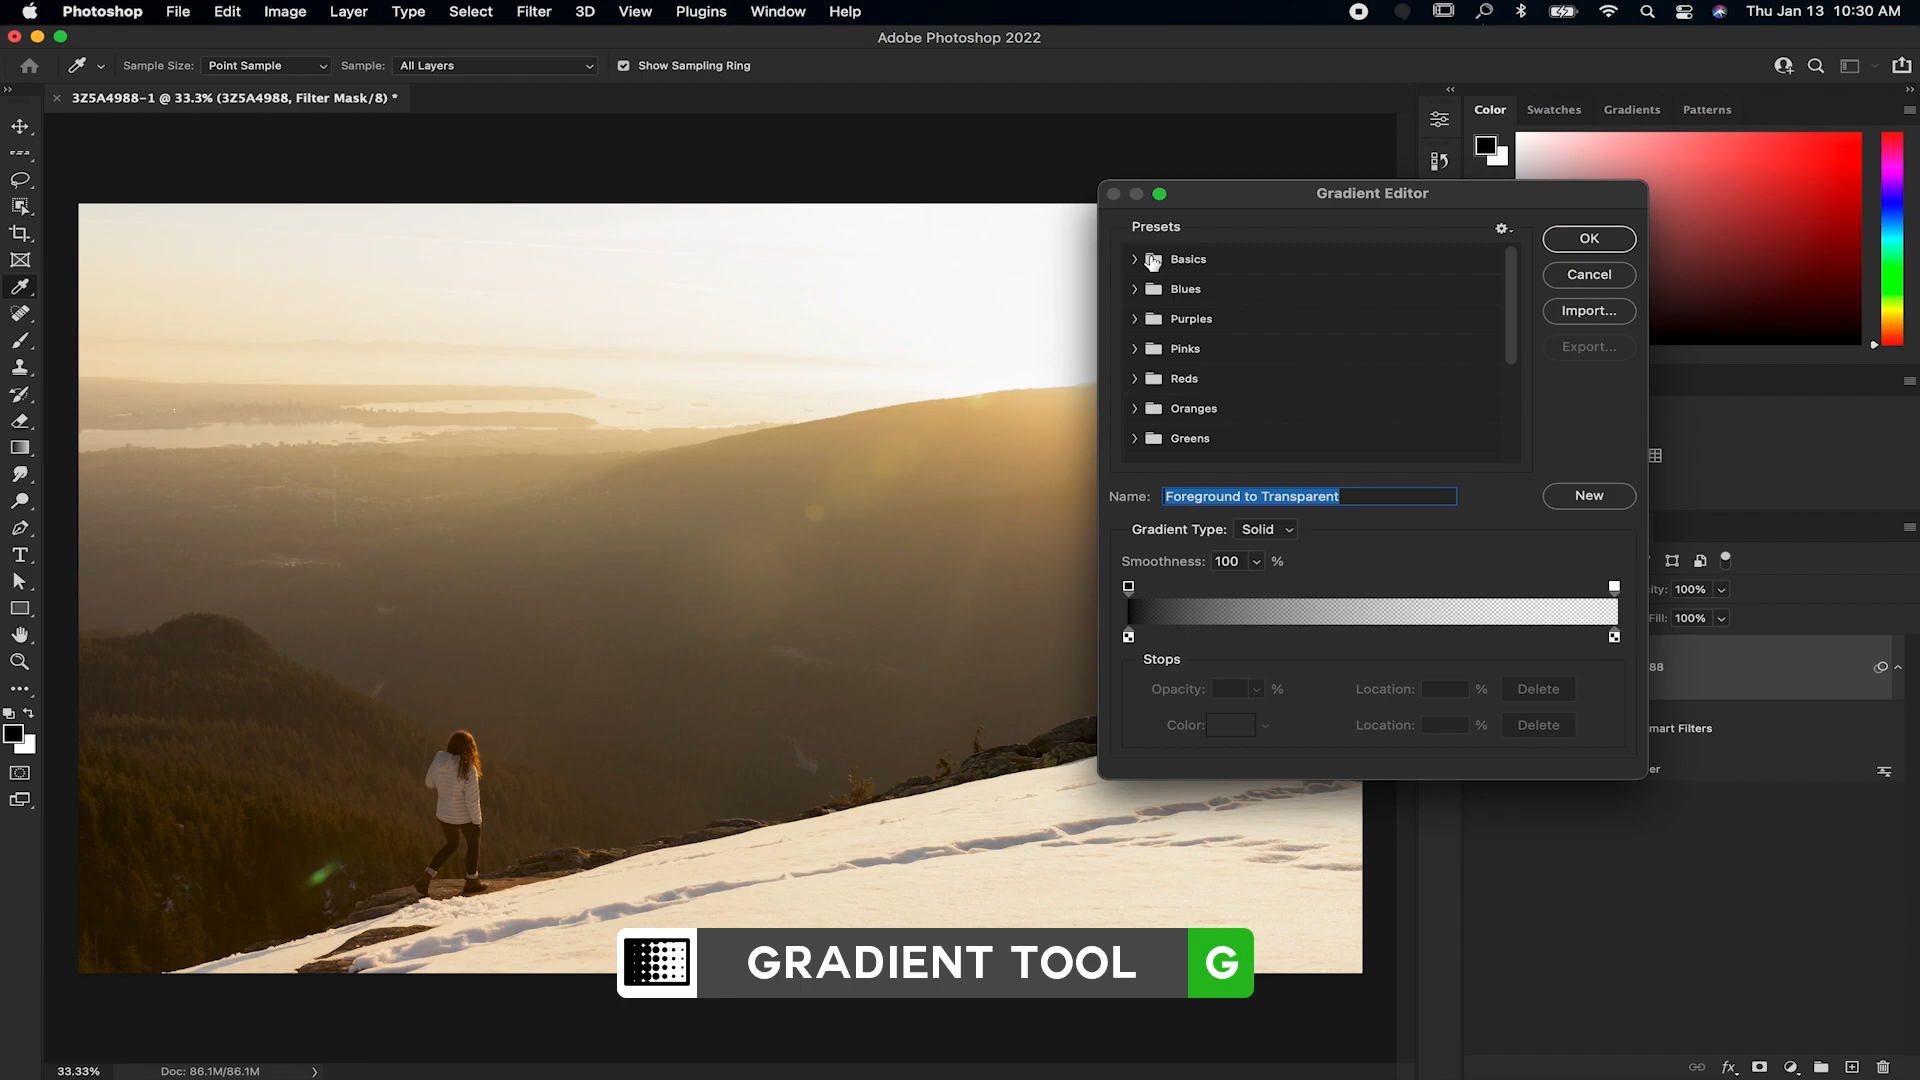 Photoshop File Edit Image Layer Type Select Filter 3D View Plugins Window Help Thu Jan 13 10:30 AM
Adobe Photoshop 2022
Sample Size: Point Sample Sample: All Layers Show Sampling Ring
3Z5A4988-1 @ 33.3% (3Z5A4988, Filter Mask/8) *
Color Swatches Gradients Patterns
Gradient Editor
Presets
Basics
Blues
Purples
Pinks
Reds
Oranges
Greens
OK
Cancel
Import...
Export...
Name: Foreground to Transparent
New
Gradient Type: Solid
Smoothness: 100 %
Stops
Opacity: % Location: % Delete
Color: Location: % Delete
ity: 100%
Fill: 100%
88
mart Filters
er
GRADIENT TOOL G
33.33% Doc: 86.1M/86.1M